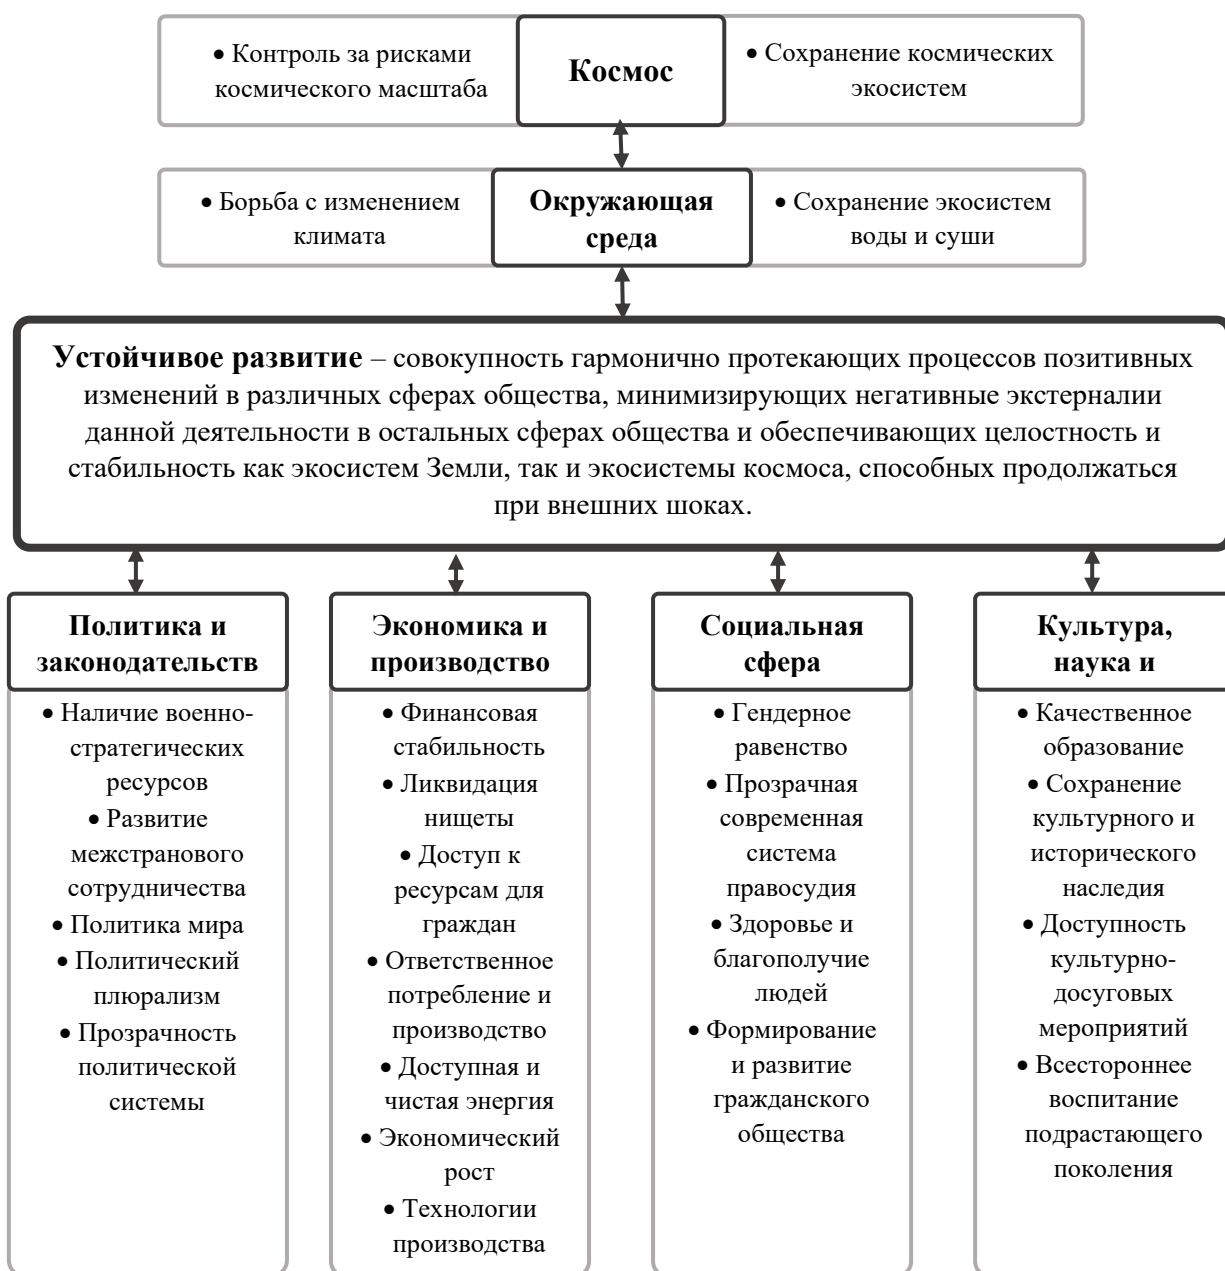 • Контроль за рисками
космического масштаба
Космос
• Сохранение космических
экосистем
• Борьба с изменением
климата
Окружающая
среда
• Сохранение экосистем
воды и суши
Устойчивое развитие – совокупность гармонично протекающих процессов позитивных
изменений в различных сферах общества, минимизирующих негативные экстерналии
данной деятельности в остальных сферах общества и обеспечивающих целостность и
стабильность как экосистем Земли, так и экосистемы космоса, способных продолжаться
при внешних шоках.
Политика и
законодательств
• Наличие военно-
стратегических
ресурсов
• Развитие
межстранового
сотрудничества
• Политика мира
• Политический
плюрализм
• Прозрачность
политической
системы
Экономика и
производство
• Финансовая
стабильность
• Ликвидация
нищеты
• Доступ к
ресурсам для
граждан
• Ответственное
потребление и
производство
• Доступная и
чистая энергия
• Экономический
рост
• Технологии
производства
Социальная
сфера
• Гендерное
равенство
• Прозрачная
современная
система
правосудия
• Здоровье и
благополучие
людей
• Формирование
и развитие
гражданского
общества
Культура,
наука и
• Качественное
образование
• Сохранение
культурного и
исторического
наследия
• Доступность
культурно-
досуговых
мероприятий
• Всестороннее
воспитание
подрастающего
поколения